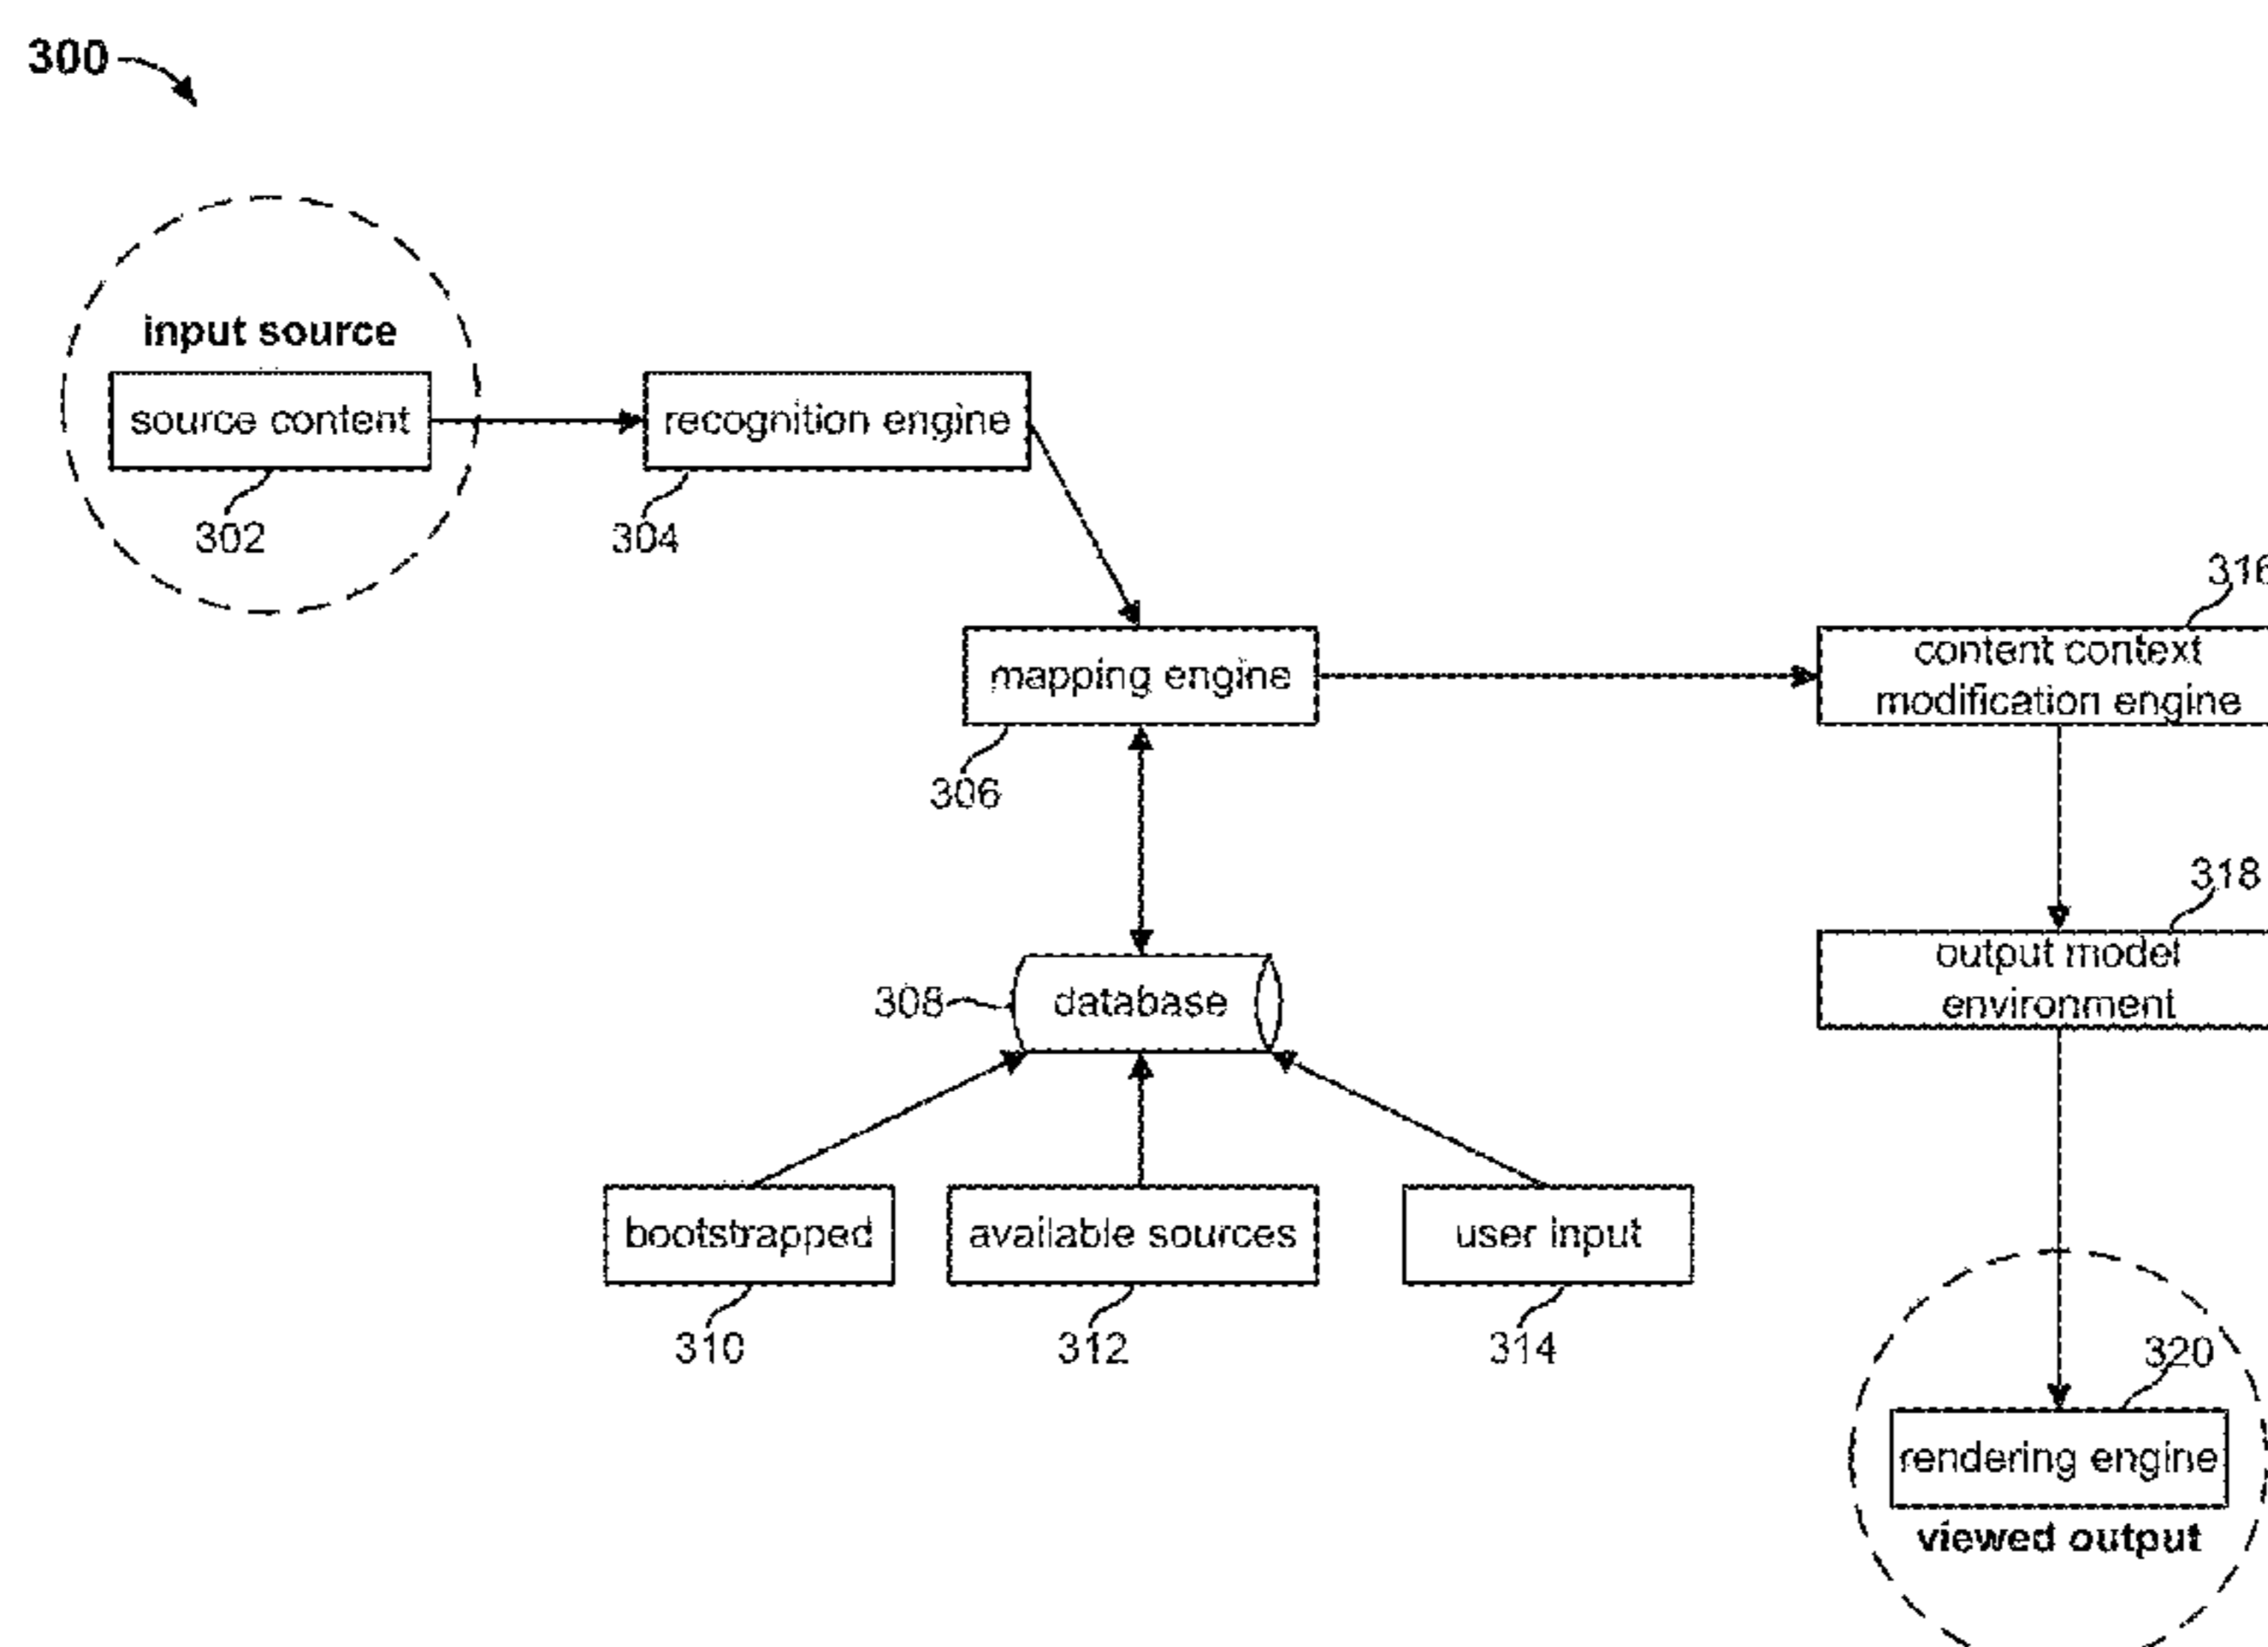 300
input source
source content
recognition engine
302
304
316
mapping engine
content context
modification engine
306
318
308
database
output model
environment
bootstrapped
available sources
user input
310
312
314
320
rendering engine
viewed output